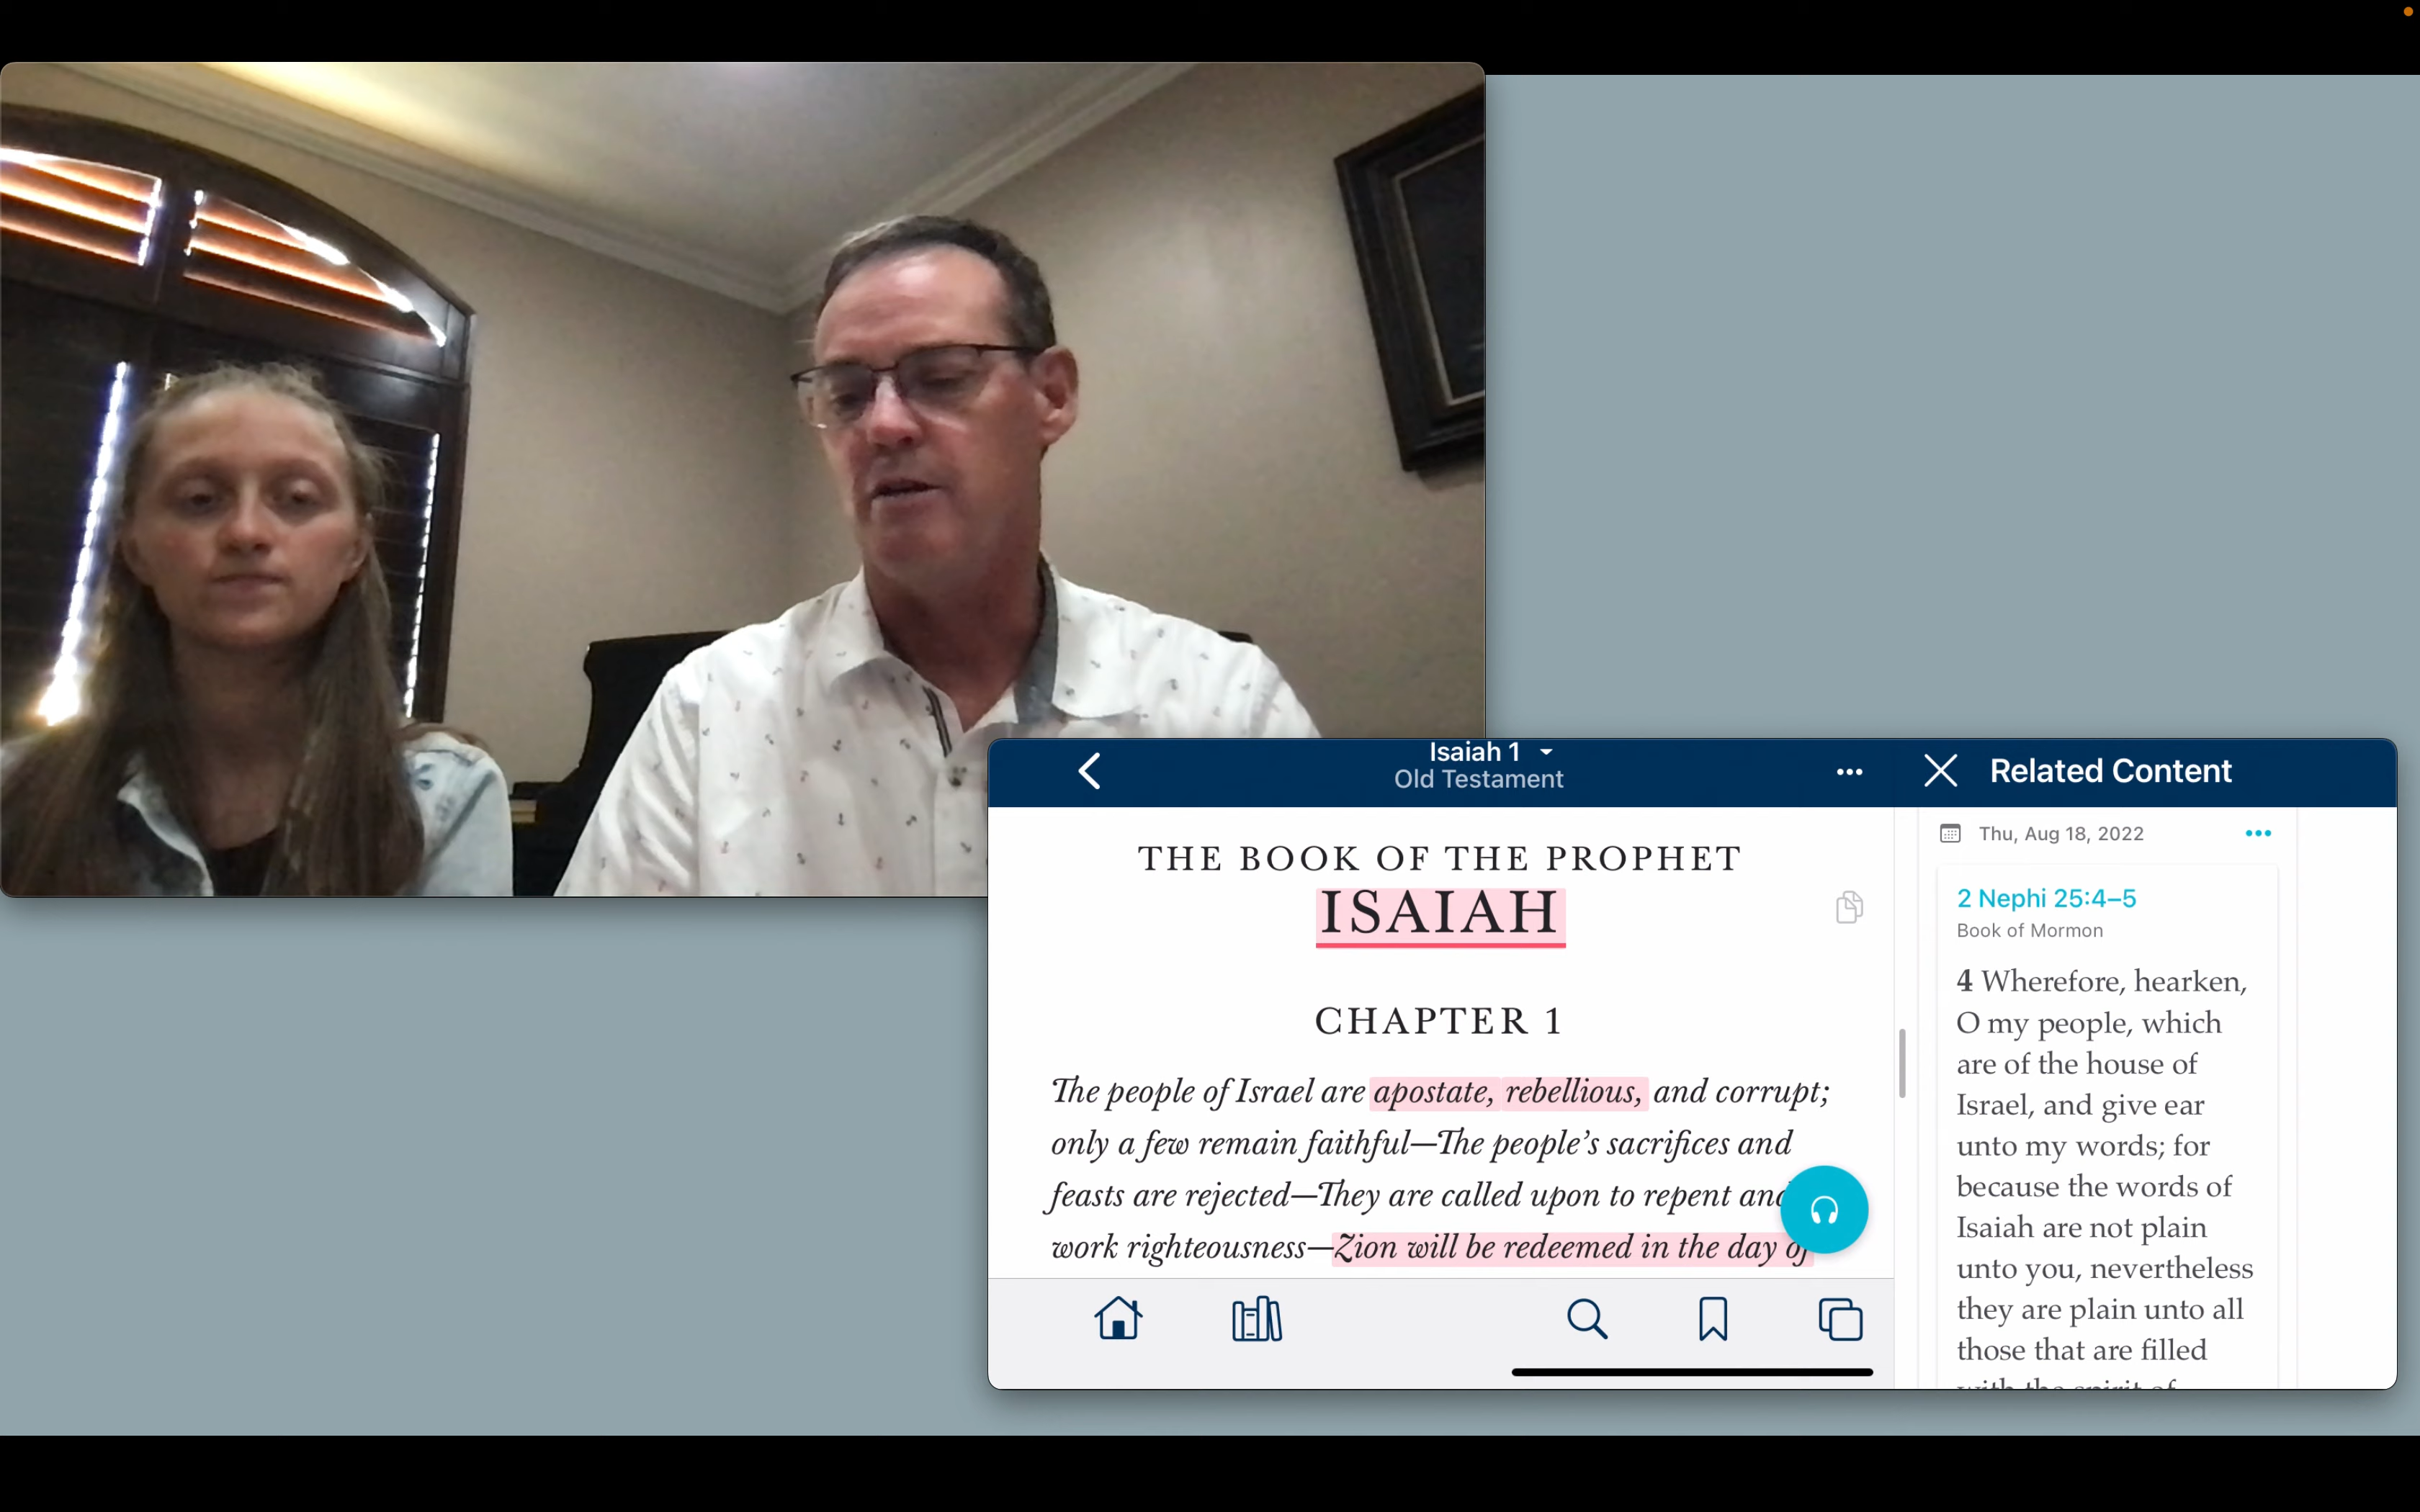 Isaiah 1
Old Testament
THE BOOK OF THE PROPHET
ISAIAH
CHAPTER 1
The people of Israel are apostate, rebellious, and corrupt;
only a few remain faithful—The people's sacrifices and
feasts are rejected—They are called upon to repent and
work righteousness—Zion will be redeemed in the day of
Related Content
Thu, Aug 18, 2022
2 Nephi 25:4–5
Book of Mormon
4 Wherefore, hearken,
O my people, which
are of the house of
Israel, and give ear
unto my words; for
because the words of
Isaiah are not plain
unto you, nevertheless
they are plain unto all
those that are filled
with the spirit of